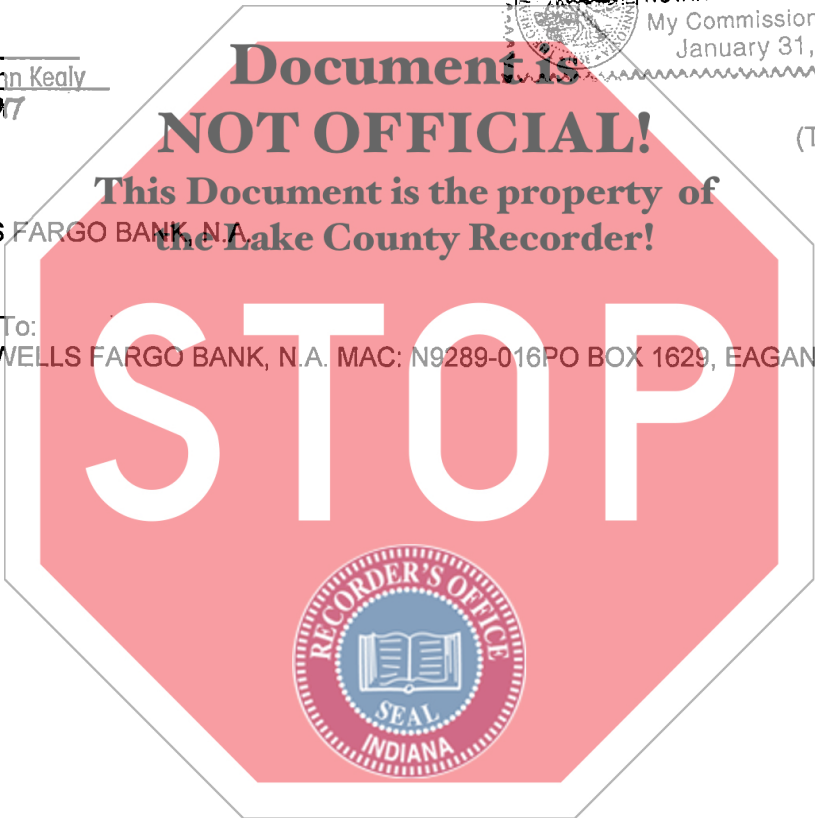 My Commission
January 31,
Document is
nn Kealy
NOT OFFICIAL!
This Document is the property of
S FARGO BANK, N.A.
the Lake County Recorder!
To:
WELLS FARGO BANK, N.A. MAC: N9289-016PO BOX 1629, EAGAN
STOP
RECORDER'S OFFICE
SEAL
INDIANA